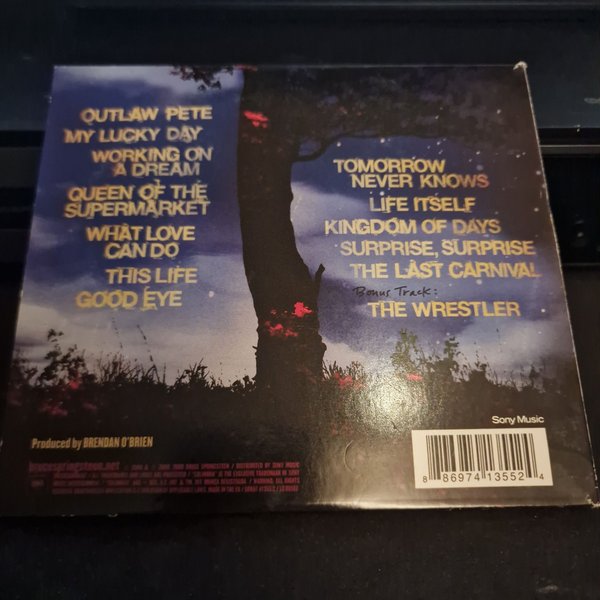 OUTLAW PETE
MY LUCKY DAY
WORKING ON
A DREAM
QUEEN OF THE
SUPERMARKET
WHAT LOVE
CAN DO
THIS LIFE
GOOD EYE
TOMORROW
NEVER KNOWS
LIFE ITSELF
KINGDOM OF DAYS
SURPRISE, SURPRISE
THE LAST CARNIVAL
Bonus Track:
THE WRESTLER
Produced by BRENDAN O'BRIEN
brucespringsteen.net
Sony Music
8 86974 13552 4